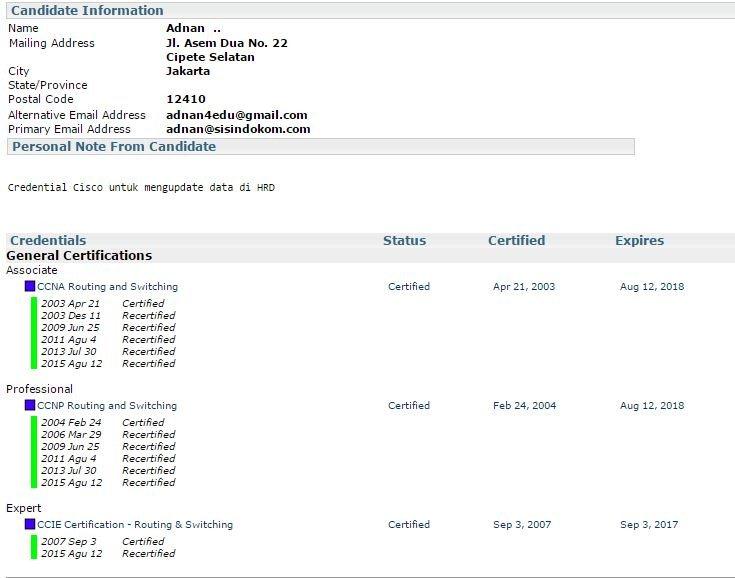 Candidate Information
Name Adnan ..
Mailing Address Jl. Asem Dua No. 22
Cipete Selatan
City Jakarta
State/Province
Postal Code 12410
Alternative Email Address adnan4edu@gmail.com
Primary Email Address adnan@sisindokom.com
Personal Note From Candidate
Credential Cisco untuk mengupdate data di HRD
Credentials Status Certified Expires
General Certifications
Associate
CCNA Routing and Switching Certified Apr 21, 2003 Aug 12, 2018
2003 Apr 21 Certified
2003 Des 11 Recertified
2009 Jun 25 Recertified
2011 Agu 4 Recertified
2013 Jul 30 Recertified
2015 Agu 12 Recertified
Professional
CCNP Routing and Switching Certified Feb 24, 2004 Aug 12, 2018
2004 Feb 24 Certified
2006 Mar 29 Recertified
2009 Jun 25 Recertified
2011 Agu 4 Recertified
2013 Jul 30 Recertified
2015 Agu 12 Recertified
Expert
CCIE Certification - Routing & Switching Certified Sep 3, 2007 Sep 3, 2017
2007 Sep 3 Certified
2015 Agu 12 Recertified